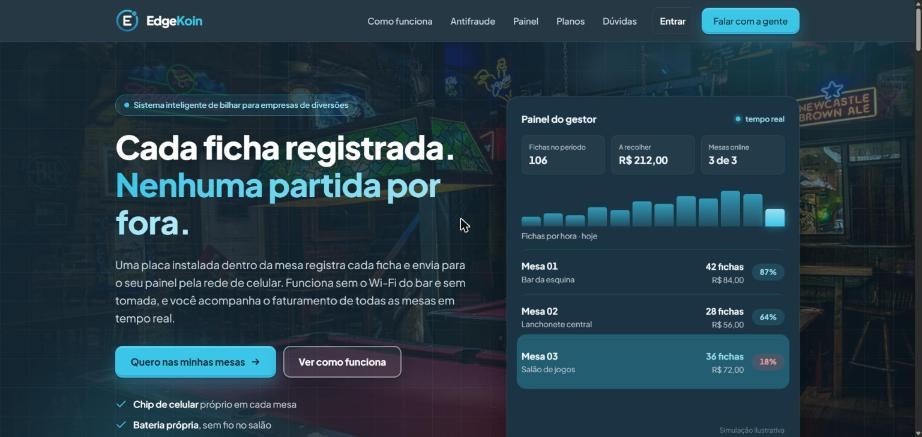 EdgeKoin
Como funciona
Antifraude
Painel
Planos
Dúvidas
Entrar
Falar com a gente
Sistema inteligente de bilhar para empresas de diversões
Cada ficha registrada.
Nenhuma partida por
fora.
Uma placa instalada dentro da mesa registra cada ficha e envia para
o seu painel pela rede de celular. Funciona sem o Wi-Fi do bar e sem
tomada, e você acompanha o faturamento de todas as mesas em
tempo real.
Quero nas minhas mesas →
Ver como funciona
Chip de celular próprio em cada mesa
Bateria própria, sem fio no salão
Painel do gestor
tempo real
Fichas no período
106
A recolher
R$ 212,00
Mesas online
3 de 3
Fichas por hora · hoje
Mesa 01
Bar da esquina
42 fichas
R$ 84,00
87%
Mesa 02
Lanchonete central
28 fichas
R$ 56,00
64%
Mesa 03
Salão de jogos
36 fichas
R$ 72,00
18%
Simulação ilustrativa
NEWCASTLE
BROWN ALE